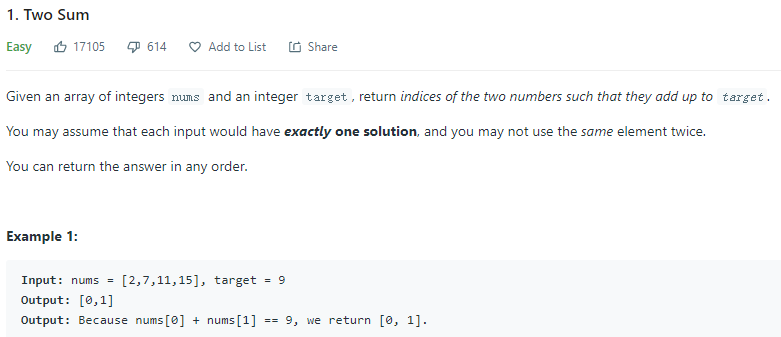 1. Two Sum
Easy 17105 614 Add to List Share
Given an array of integers nums and an integer target , return indices of the two numbers such that they add up to target.
You may assume that each input would have exactly one solution, and you may not use the same element twice.
You can return the answer in any order.
Example 1:
Input: nums = [2,7,11,15], target = 9
Output: [0,1]
Output: Because nums[0] + nums[1] == 9, we return [0, 1].